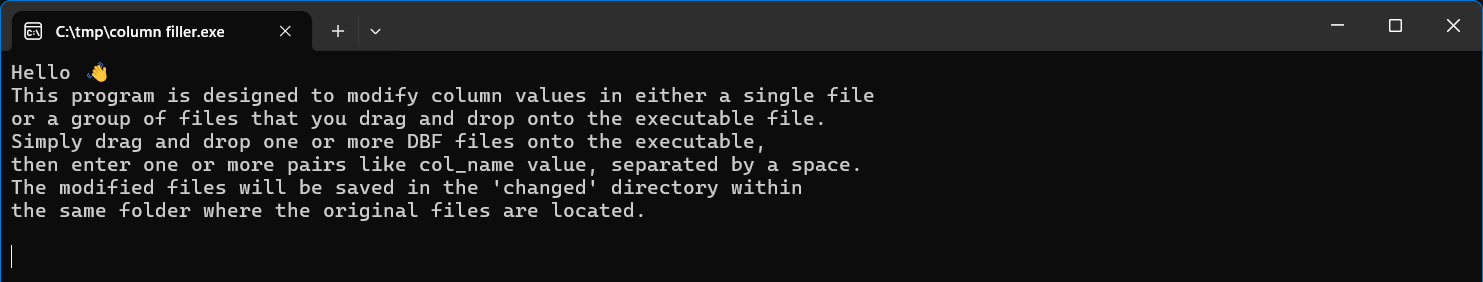 C:\tmp\column filler.exe
Hello 👋
This program is designed to modify column values in either a single file
or a group of files that you drag and drop onto the executable file.
Simply drag and drop one or more DBF files onto the executable,
then enter one or more pairs like col_name value, separated by a space.
The modified files will be saved in the 'changed' directory within
the same folder where the original files are located.